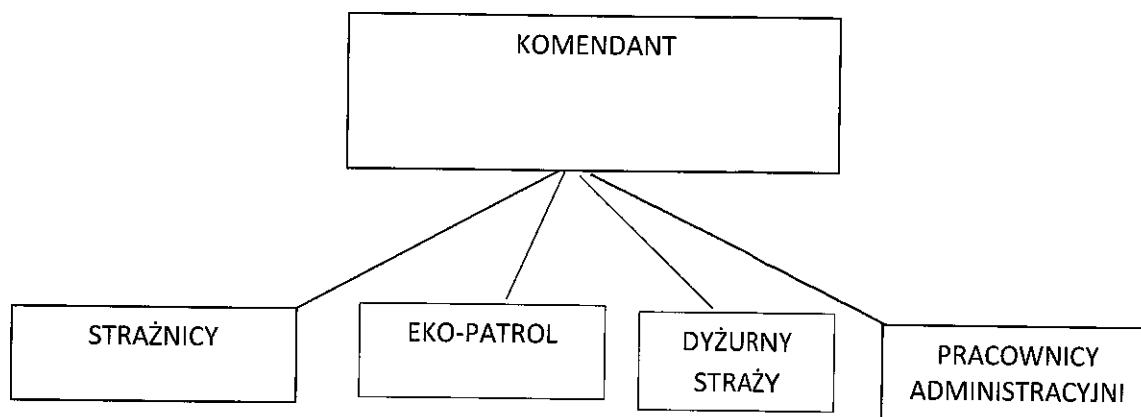 KOMENDANT
STRAŻNICY
EKO-PATROL
DYŻURNY
STRAŻY
PRACOWNICY
ADMINISTRACYJNI